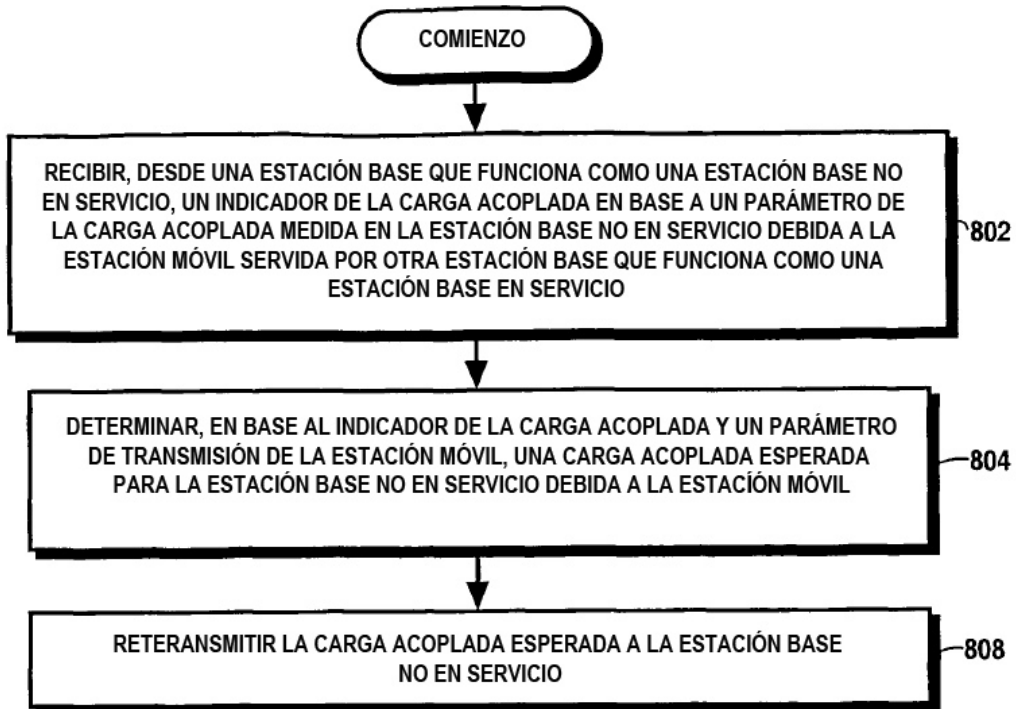 COMIENZO
RECIBIR, DESDE UNA ESTACIÓN BASE QUE FUNCIONA COMO UNA ESTACIÓN BASE NO
EN SERVICIO, UN INDICADOR DE LA CARGA ACOPLADA EN BASE A UN PARÁMETRO DE
LA CARGA ACOPLADA MEDIDA EN LA ESTACIÓN BASE NO EN SERVICIO DEBIDA A LA
ESTACIÓN MÓVIL SERVIDA POR OTRA ESTACIÓN BASE QUE FUNCIONA COMO UNA
ESTACIÓN BASE EN SERVICIO
802
DETERMINAR, EN BASE AL INDICADOR DE LA CARGA ACOPLADA Y UN PARÁMETRO
DE TRANSMISIÓN DE LA ESTACIÓN MÓVIL, UNA CARGA ACOPLADA ESPERADA
PARA LA ESTACIÓN BASE NO EN SERVICIO DEBIDA A LA ESTACÍÓN MÓVIL
804
RETERANSMITIR LA CARGA ACOPLADA ESPERADA A LA ESTACIÓN BASE
NO EN SERVICIO
808